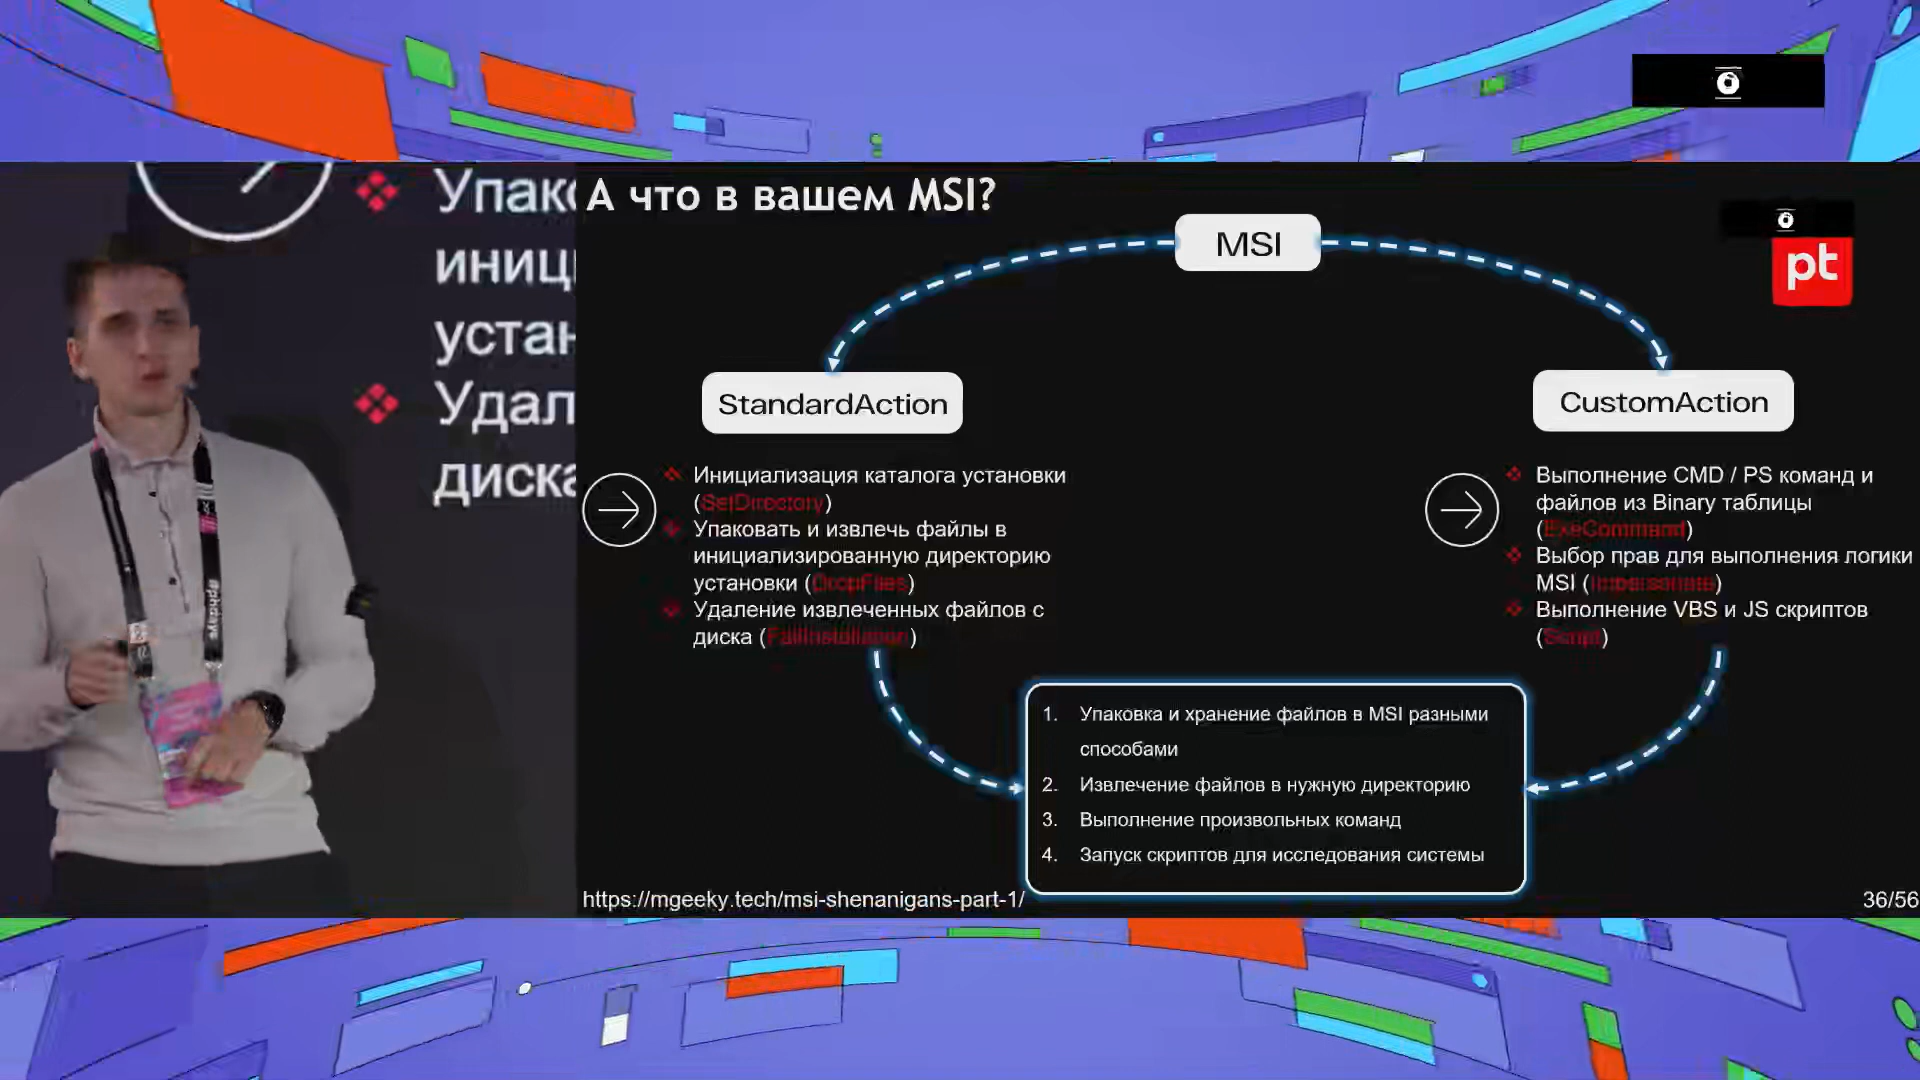 А что в вашем MSI?
MSI
pt
StandardAction
CustomAction
Инициализация каталога установки
(SetDirectory)
Упаковать и извлечь файлы в
инициализированную директорию
установки (DropFiles)
Удаление извлеченных файлов с
диска (FailInstallation)
Выполнение CMD / PS команд и
файлов из Binary таблицы
(ExeCommand)
Выбор прав для выполнения логики
MSI (Impersonate)
Выполнение VBS и JS скриптов
(Script)
1. Упаковка и хранение файлов в MSI разными
способами
2. Извлечение файлов в нужную директорию
3. Выполнение произвольных команд
4. Запуск скриптов для исследования системы
https://mgeeky.tech/msi-shenanigans-part-1/
36/56
Упак
иниц
устан
Удал
диска
#phdays